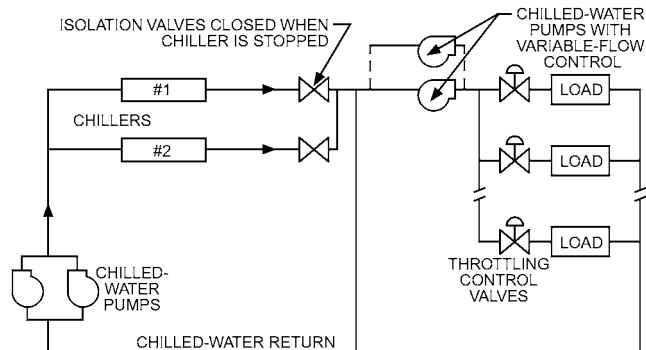 ISOLATION VALVES CLOSED WHEN
CHILLER IS STOPPED
CHILLED-WATER
PUMPS WITH
VARIABLE-FLOW
CONTROL
#1
LOAD
CHILLERS
#2
LOAD
LOAD
CHILLED-
WATER
PUMPS
THROTTLING
CONTROL
VALVES
CHILLED-WATER RETURN